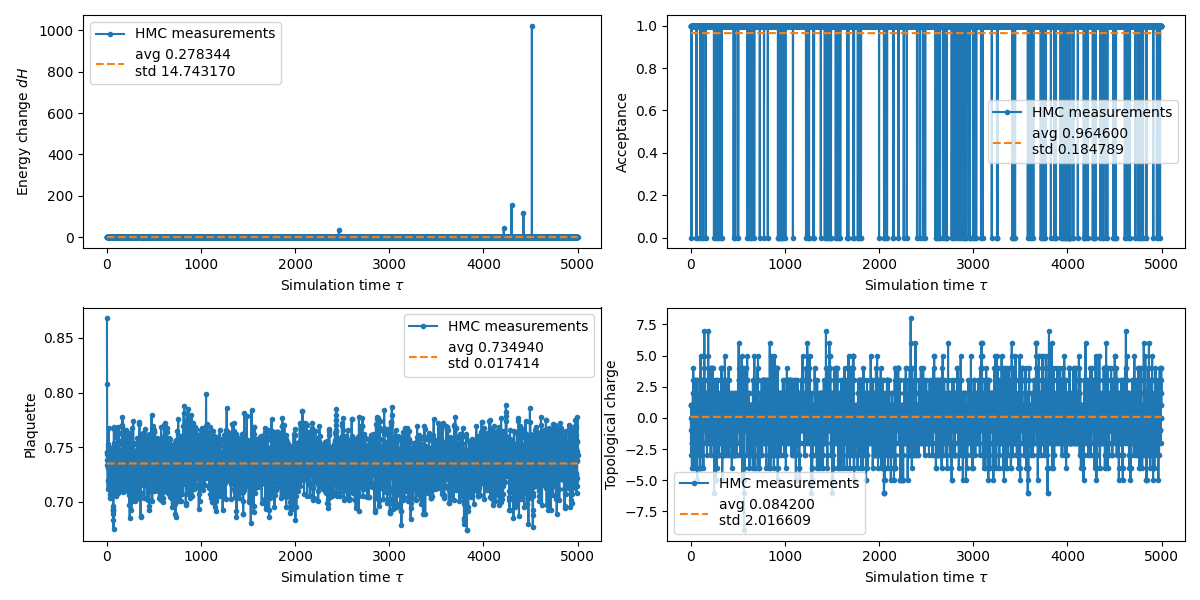 Energy change dH
1000
800
600
400
200
0
HMC measurements
avg 0.278344
std 14.743170
0
1000
2000
3000
4000
5000
Simulation time τ
Acceptance
1.0
0.8
0.6
0.4
0.2
0.0
HMC measurements
avg 0.964600
std 0.184789
0
1000
2000
3000
4000
5000
Simulation time τ
Plaquette
0.85
0.80
0.75
0.70
HMC measurements
avg 0.734940
std 0.017414
0
1000
2000
3000
4000
5000
Simulation time τ
Topological charge
7.5
5.0
2.5
0.0
−2.5
−5.0
−7.5
HMC measurements
avg 0.084200
std 2.016609
0
1000
2000
3000
4000
5000
Simulation time τ